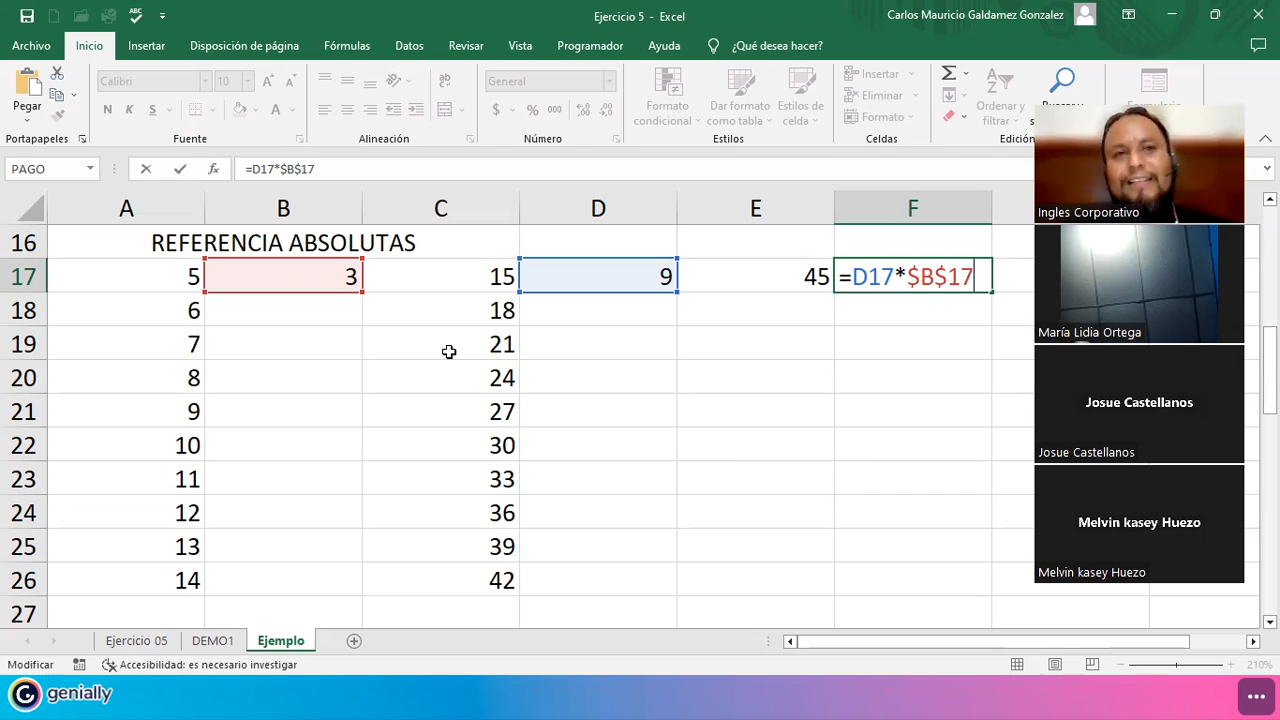 Ejercicio 5 - Excel
Carlos Mauricio Galdamez Gonzalez
Archivo Inicio Insertar Disposición de página Fórmulas Datos Revisar Vista Programador Ayuda ¿Qué desea hacer?
Pegar
Calibri 10
N K S
General
$ % 000
Formato condicional
Dar formato como tabla
Estilos de celda
Insertar
Eliminar
Formato
Ordenar y filtrar
Portapapeles Fuente Alineación Número Estilos Celdas
PAGO =D17*$B$17
A B C D E F
16 REFERENCIA ABSOLUTAS
17 5 3 15 9 45 =D17*$B$17
18 6 18
19 7 21
20 8 24
21 9 27
22 10 30
23 11 33
24 12 36
25 13 39
26 14 42
27
Ingles Corporativo
María Lidia Ortega
Josue Castellanos
Josue Castellanos
Melvin kasey Huezo
Melvin kasey Huezo
Ejercicio 05 DEMO1 Ejemplo
Modificar Accesibilidad: es necesario investigar 210%
genially